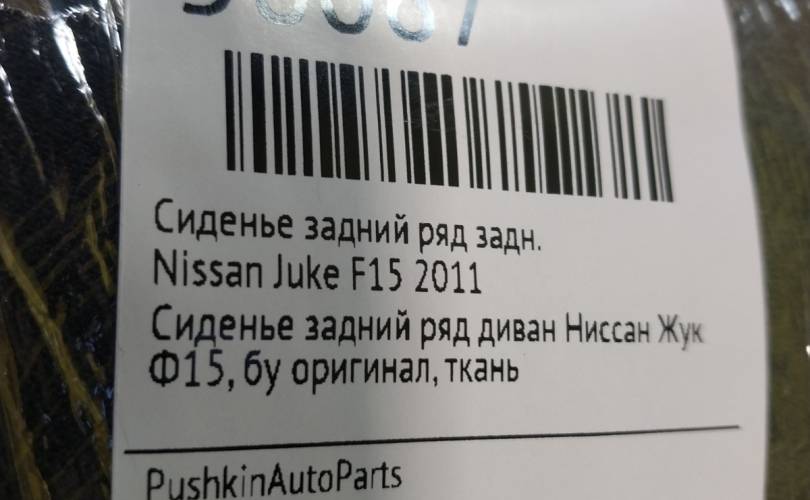 Сиденье задний ряд задн.
Nissan Juke F15 2011
Сиденье задний ряд диван Ниссан Жук
Ф15, бу оригинал, ткань
PushkinAutoParts